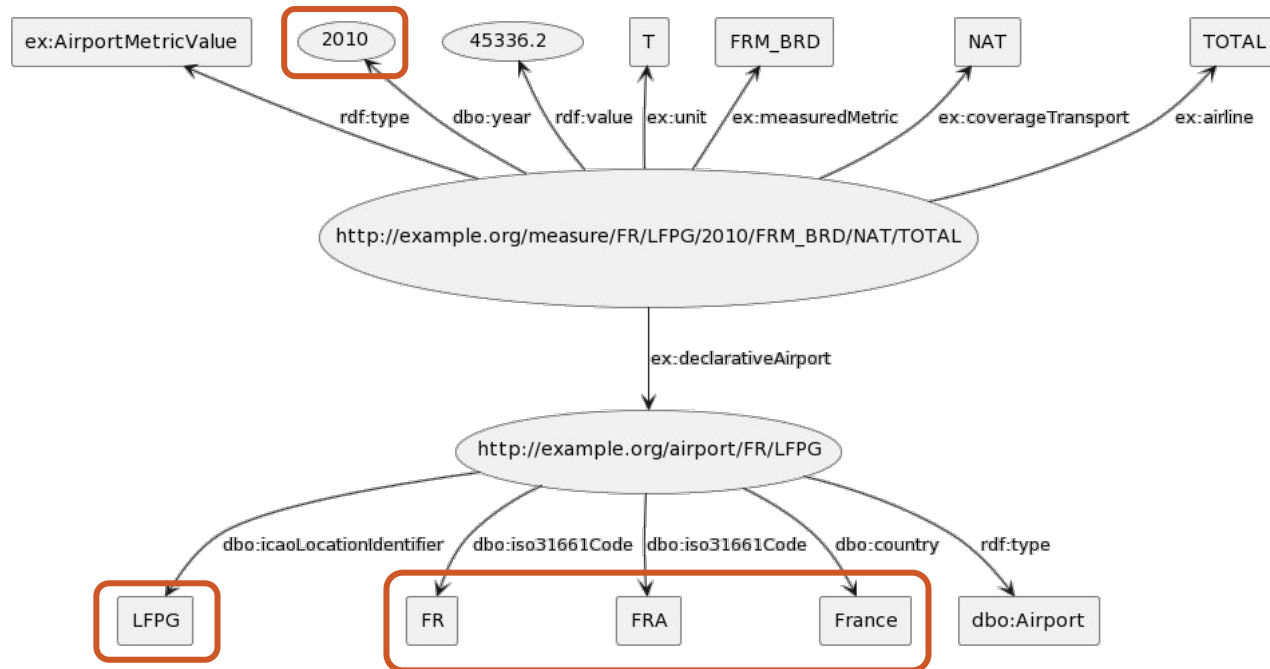 ex:AirportMetricValue 2010 45336.2 T FRM_BRD NAT TOTAL
rdf:type dbo:year rdf:value ex:unit ex:measuredMetric ex:coverageTransport ex:airline
http://example.org/measure/FR/LFPG/2010/FRM_BRD/NAT/TOTAL
ex:declarativeAirport
http://example.org/airport/FR/LFPG
dbo:icaoLocationIdentifier dbo:iso31661Code dbo:iso31661Code dbo:country rdf:type
LFPG FR FRA France dbo:Airport